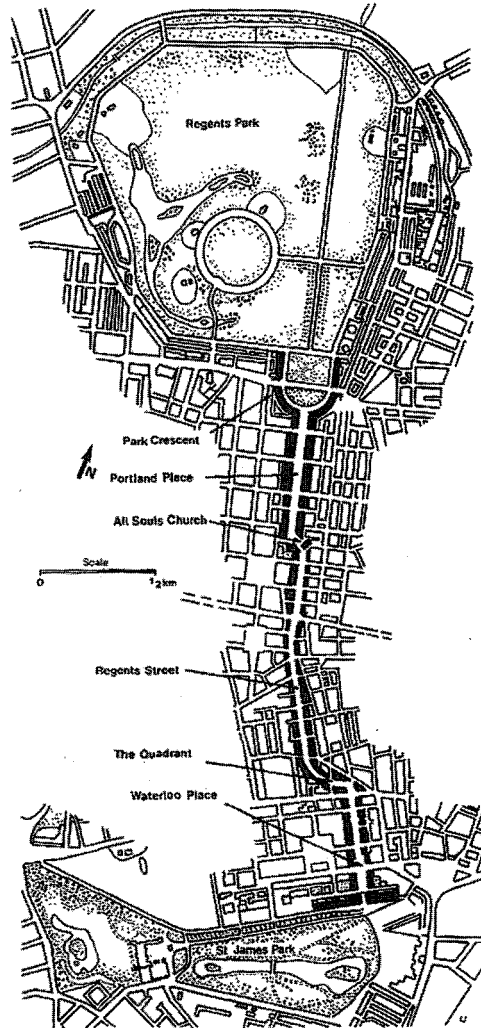 Regents Park
Park Crescent
N
Portland Place
All Souls Church
Scale
0 ½km
Regents Street
The Quadrant
Waterloo Place
St James Park